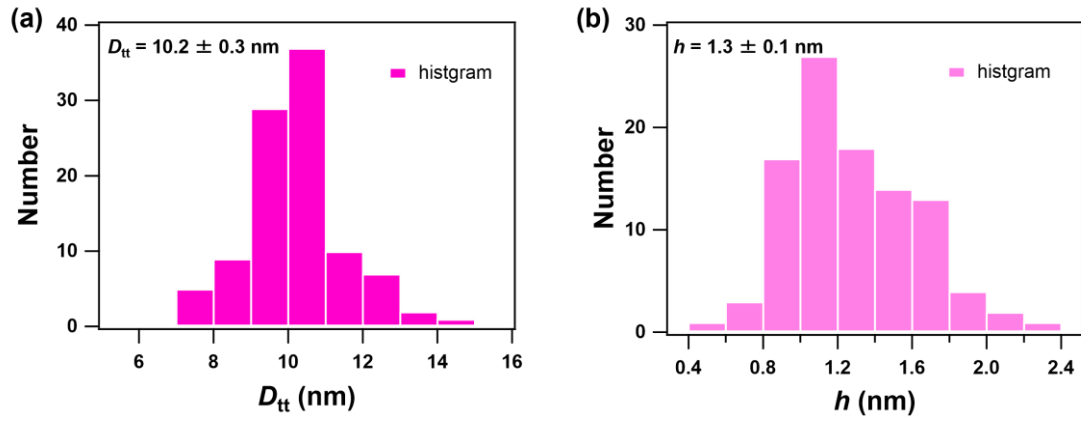 (a)
D_tt = 10.2 ± 0.3 nm
histgram
Number
40
30
20
10
0
6 8 10 12 14 16
D_tt (nm)
(b)
h = 1.3 ± 0.1 nm
histgram
Number
30
20
10
0
0.4 0.8 1.2 1.6 2.0 2.4
h (nm)